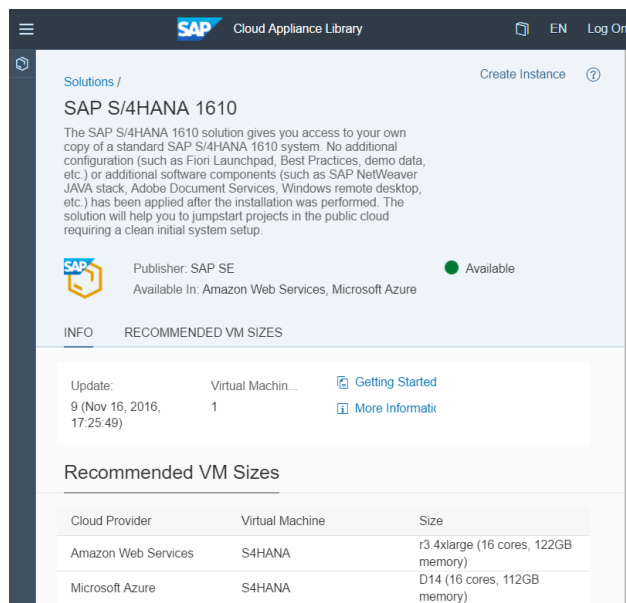 SAP Cloud Appliance Library EN Log On
Solutions /
Create Instance ?
SAP S/4HANA 1610
The SAP S/4HANA 1610 solution gives you access to your own
copy of a standard SAP S/4HANA 1610 system. No additional
configuration (such as Fiori Launchpad, Best Practices, demo data,
etc.) or additional software components (such as SAP NetWeaver
JAVA stack, Adobe Document Services, Windows remote desktop,
etc.) has been applied after the installation was performed. The
solution will help you to jumpstart projects in the public cloud
requiring a clean initial system setup.
SAP
Publisher: SAP SE
Available
Available In: Amazon Web Services, Microsoft Azure
INFO RECOMMENDED VM SIZES
Update: Virtual Machin... Getting Started
9 (Nov 16, 2016, 1 More Informatic
17:25:49)
Recommended VM Sizes
Cloud Provider Virtual Machine Size
Amazon Web Services S4HANA r3.4xlarge (16 cores, 122GB
memory)
Microsoft Azure S4HANA D14 (16 cores, 112GB
memory)